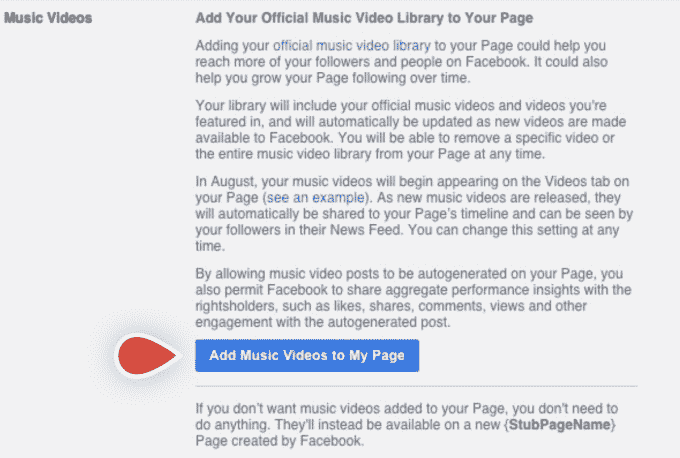 Music Videos
Add Your Official Music Video Library to Your Page
Adding your official music video library to your Page could help you
reach more of your followers and people on Facebook. It could also
help you grow your Page following over time.
Your library will include your official music videos and videos you're
featured in, and will automatically be updated as new videos are made
available to Facebook. You will be able to remove a specific video or
the entire music video library from your Page at any time.
In August, your music videos will begin appearing on the Videos tab on
your Page (see an example). As new music videos are released, they
will automatically be shared to your Page's timeline and can be seen by
your followers in their News Feed. You can change this setting at any
time.
By allowing music video posts to be autogenerated on your Page, you
also permit Facebook to share aggregate performance insights with the
rightsholders, such as likes, shares, comments, views and other
engagement with the autogenerated post.
Add Music Videos to My Page
If you don't want music videos added to your Page, you don't need to
do anything. They'll instead be available on a new {StubPageName}
Page created by Facebook.